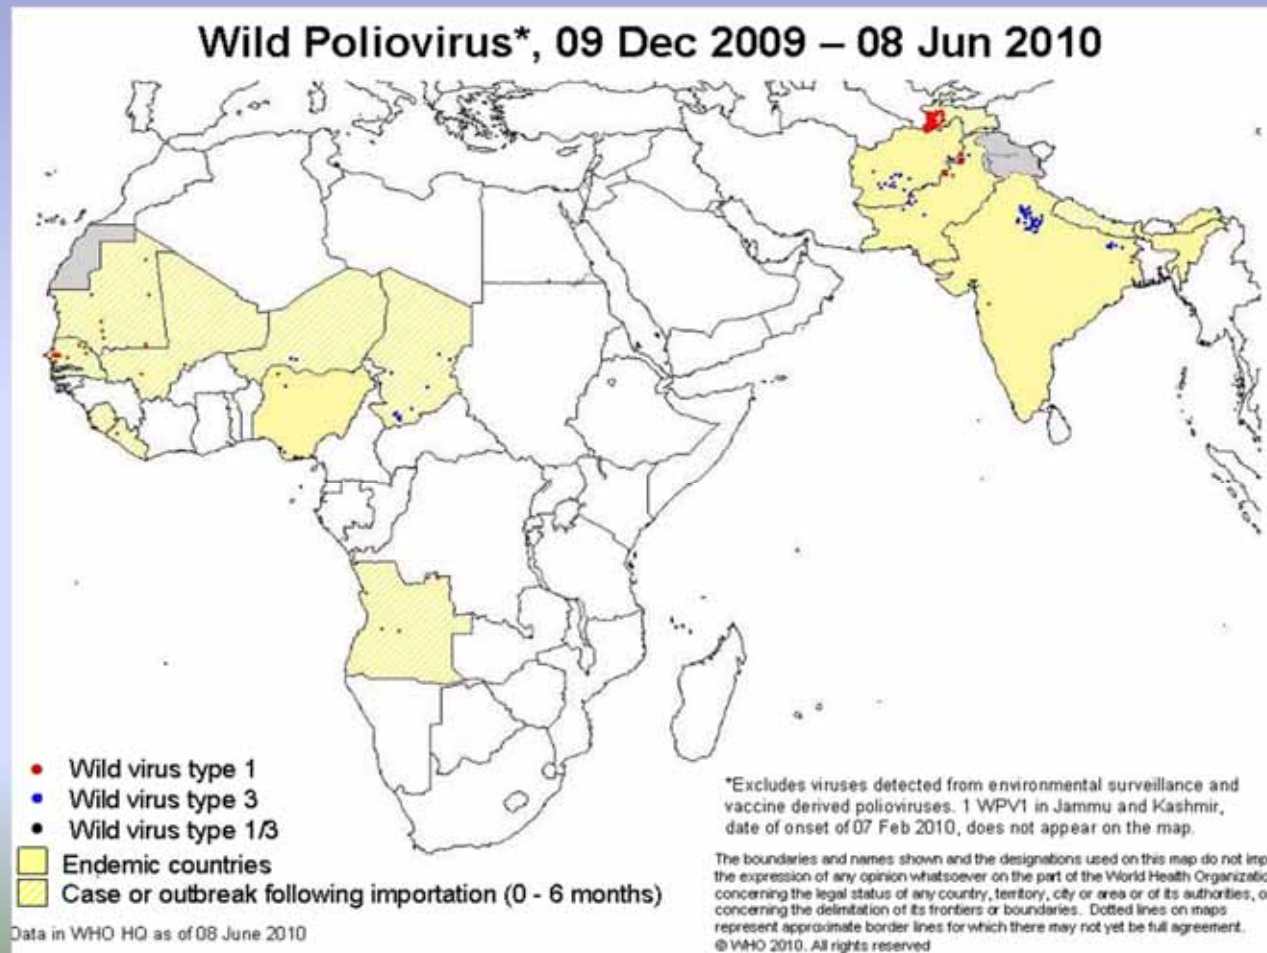 Wild Poliovirus*, 09 Dec 2009 – 08 Jun 2010
Wild virus type 1
Wild virus type 3
Wild virus type 1/3
Endemic countries
Case or outbreak following importation (0 - 6 months)
Data in WHO HQ as of 08 June 2010
*Excludes viruses detected from environmental surveillance and
vaccine derived polioviruses. 1 WPV1 in Jammu and Kashmir,
date of onset of 07 Feb 2010, does not appear on the map.
The boundaries and names shown and the designations used on this map do not imp
the expression of any opinion whatsoever on the part of the World Health Organizatio
concerning the legal status of any country, territory, city or area or of its authorities, o
concerning the delimitation of its frontiers or boundaries. Dotted lines on maps
represent approximate border lines for which there may not yet be full agreement.
© WHO 2010. All rights reserved